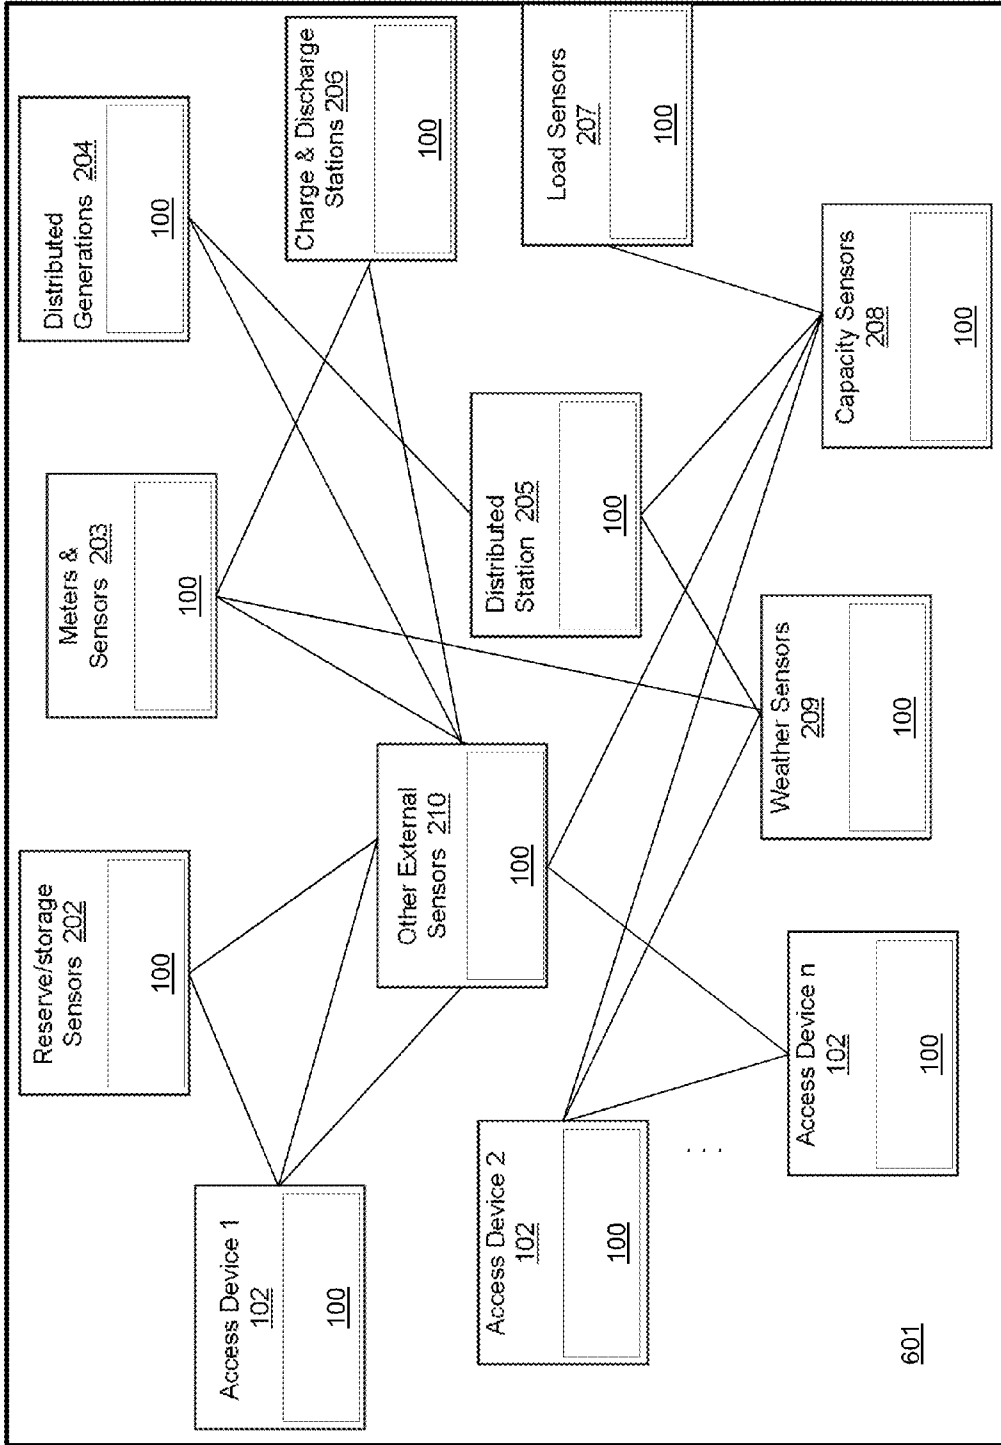 Reserve/storage
Sensors 202
100
Meters &
Sensors 203
100
Distributed
Generations 204
100
Access Device 1
102
100
Charge & Discharge
Stations 206
100
Other External
Sensors 210
100
Access Device 2
102
100
Distributed
Station 205
100
Load Sensors
207
100
. . .
Access Device n
102
100
Weather Sensors
209
100
Capacity Sensors
208
100
601